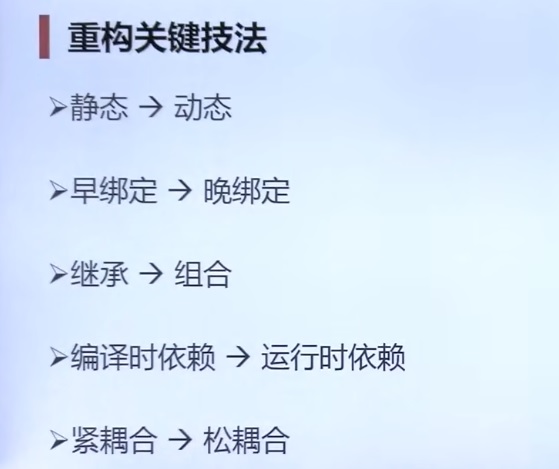 重构关键技法
➢静态 → 动态
➢早绑定 → 晚绑定
➢继承 → 组合
➢编译时依赖 → 运行时依赖
➢紧耦合 → 松耦合